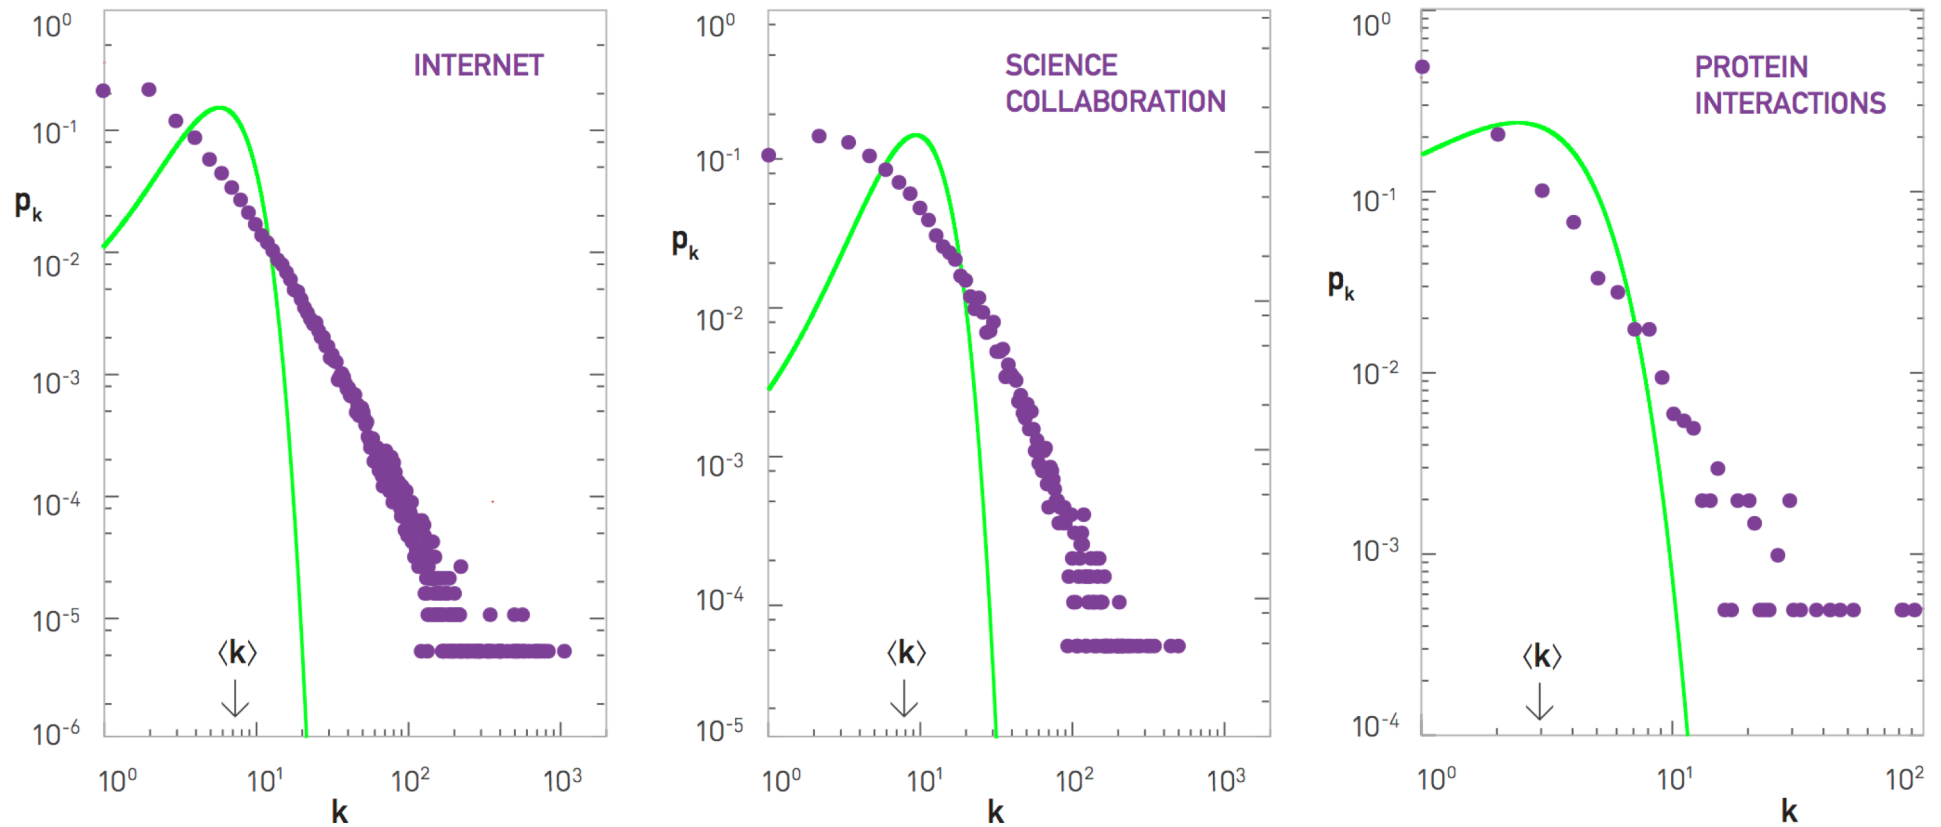 INTERNET
10⁰
10⁻¹
pₖ
10⁻²
10⁻³
10⁻⁴
10⁻⁵
⟨k⟩
10⁻⁶
10⁰ 10¹ 10² 10³
k
SCIENCE
COLLABORATION
10⁰
10⁻¹
pₖ
10⁻²
10⁻³
10⁻⁴
⟨k⟩
10⁻⁵
10⁰ 10¹ 10² 10³
k
PROTEIN
INTERACTIONS
10⁰
10⁻¹
pₖ
10⁻²
10⁻³
⟨k⟩
10⁻⁴
10⁰ 10¹ 10²
k